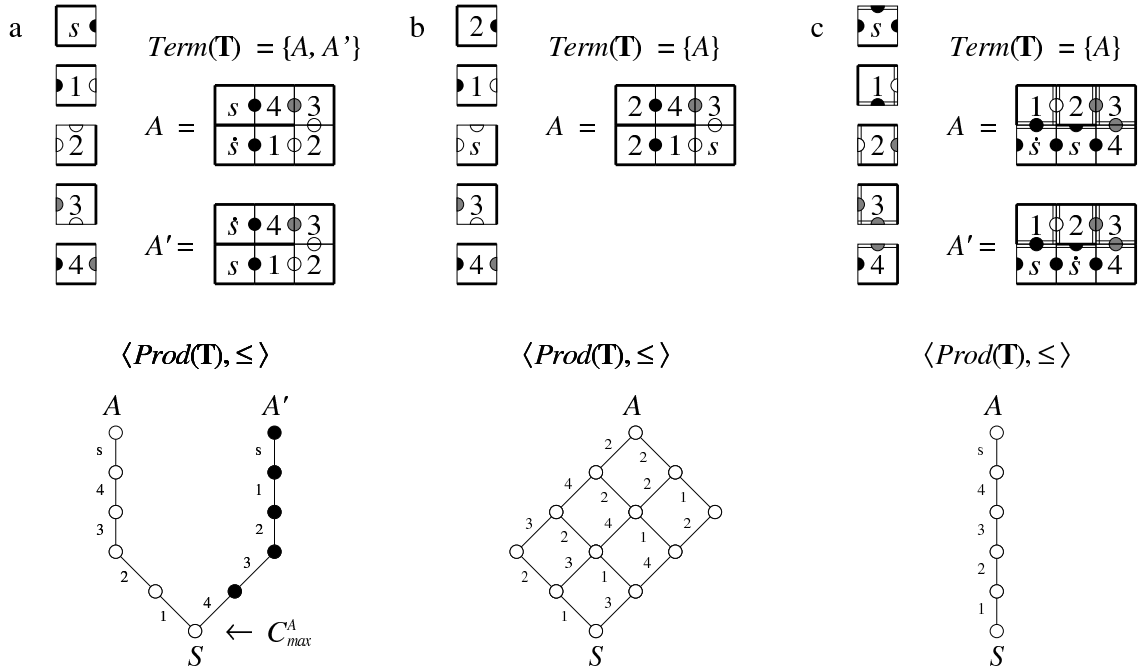 a
s
1
2
3
4
Term(T) = {A, A'}
A =
s 4 3
ṡ 1 2
A' =
ṡ 4 3
s 1 2
⟨Prod(T), ≤⟩
A A'
s s
4 1
3 2
2 3
1 4
S
← C^A_max
b
2
1
s
3
4
Term(T) = {A}
A =
2 4 3
2 1 s
⟨Prod(T), ≤⟩
A
2 2
4 2 2 1
3 2 4 1 2
2 3 1 4
1 3
S
c
s
1
2
3
4
Term(T) = {A}
A =
1 2 3
ṡ s 4
A' =
1 2 3
s ṡ 4
⟨Prod(T), ≤⟩
A
s
4
3
2
1
S